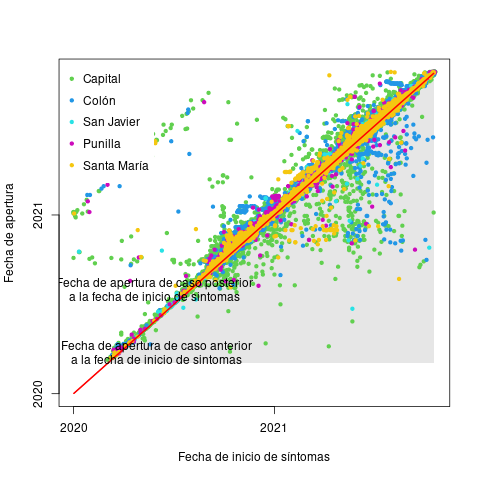 Capital
Colón
San Javier
Punilla
Santa María
Fecha de apertura
2021
2020
Fecha de apertura de caso posterior
a la fecha de inicio de síntomas
Fecha de apertura de caso anterior
a la fecha de inicio de síntomas
2020
2021
Fecha de inicio de síntomas